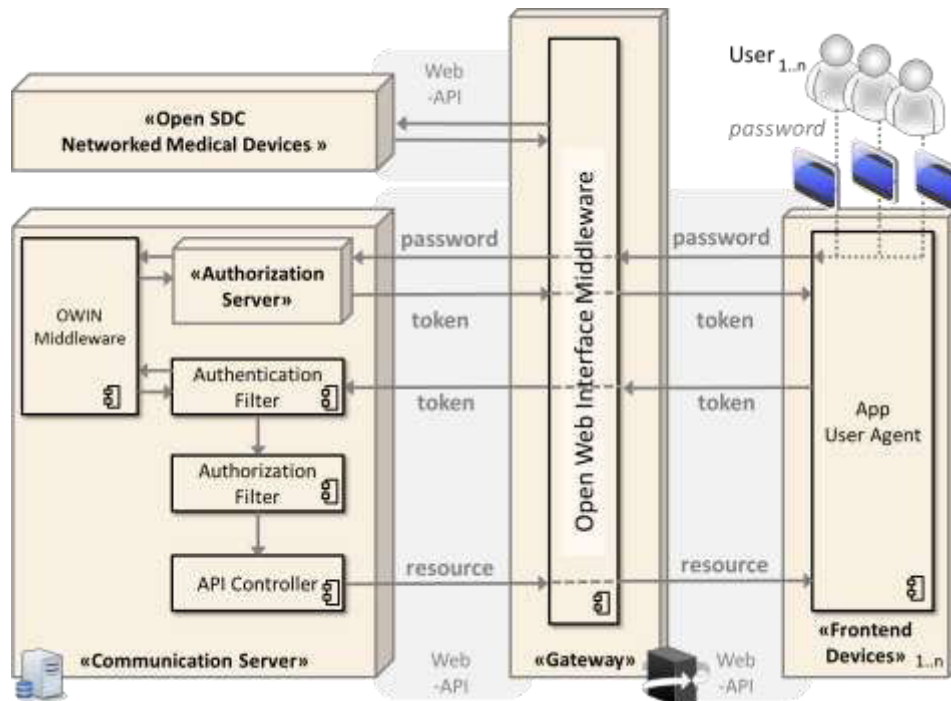 Web
-API
User 1..n
«Open SDC
Networked Medical Devices »
password
Open Web Interface Middleware
password
password
«Authorization
Server»
OWIN
Middleware
token
token
Authentication
Filter
token
token
App
User Agent
Authorization
Filter
API Controller
resource
resource
«Communication Server»
«Gateway»
«Frontend
Devices» 1..n
Web
-API
Web
-API